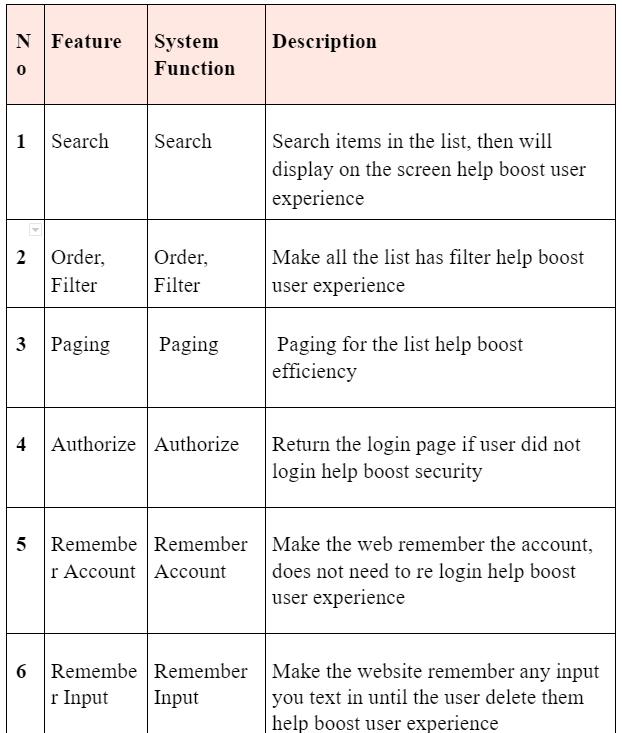 No Feature System Function Description
1 Search Search Search items in the list, then will
display on the screen help boost user
experience
2 Order, Filter Order, Filter Make all the list has filter help boost
user experience
3 Paging Paging Paging for the list help boost
efficiency
4 Authorize Authorize Return the login page if user did not
login help boost security
5 Remember Account Remember Account Make the web remember the account,
does not need to re login help boost
user experience
6 Remember Input Remember Input Make the website remember any input
you text in until the user delete them
help boost user experience